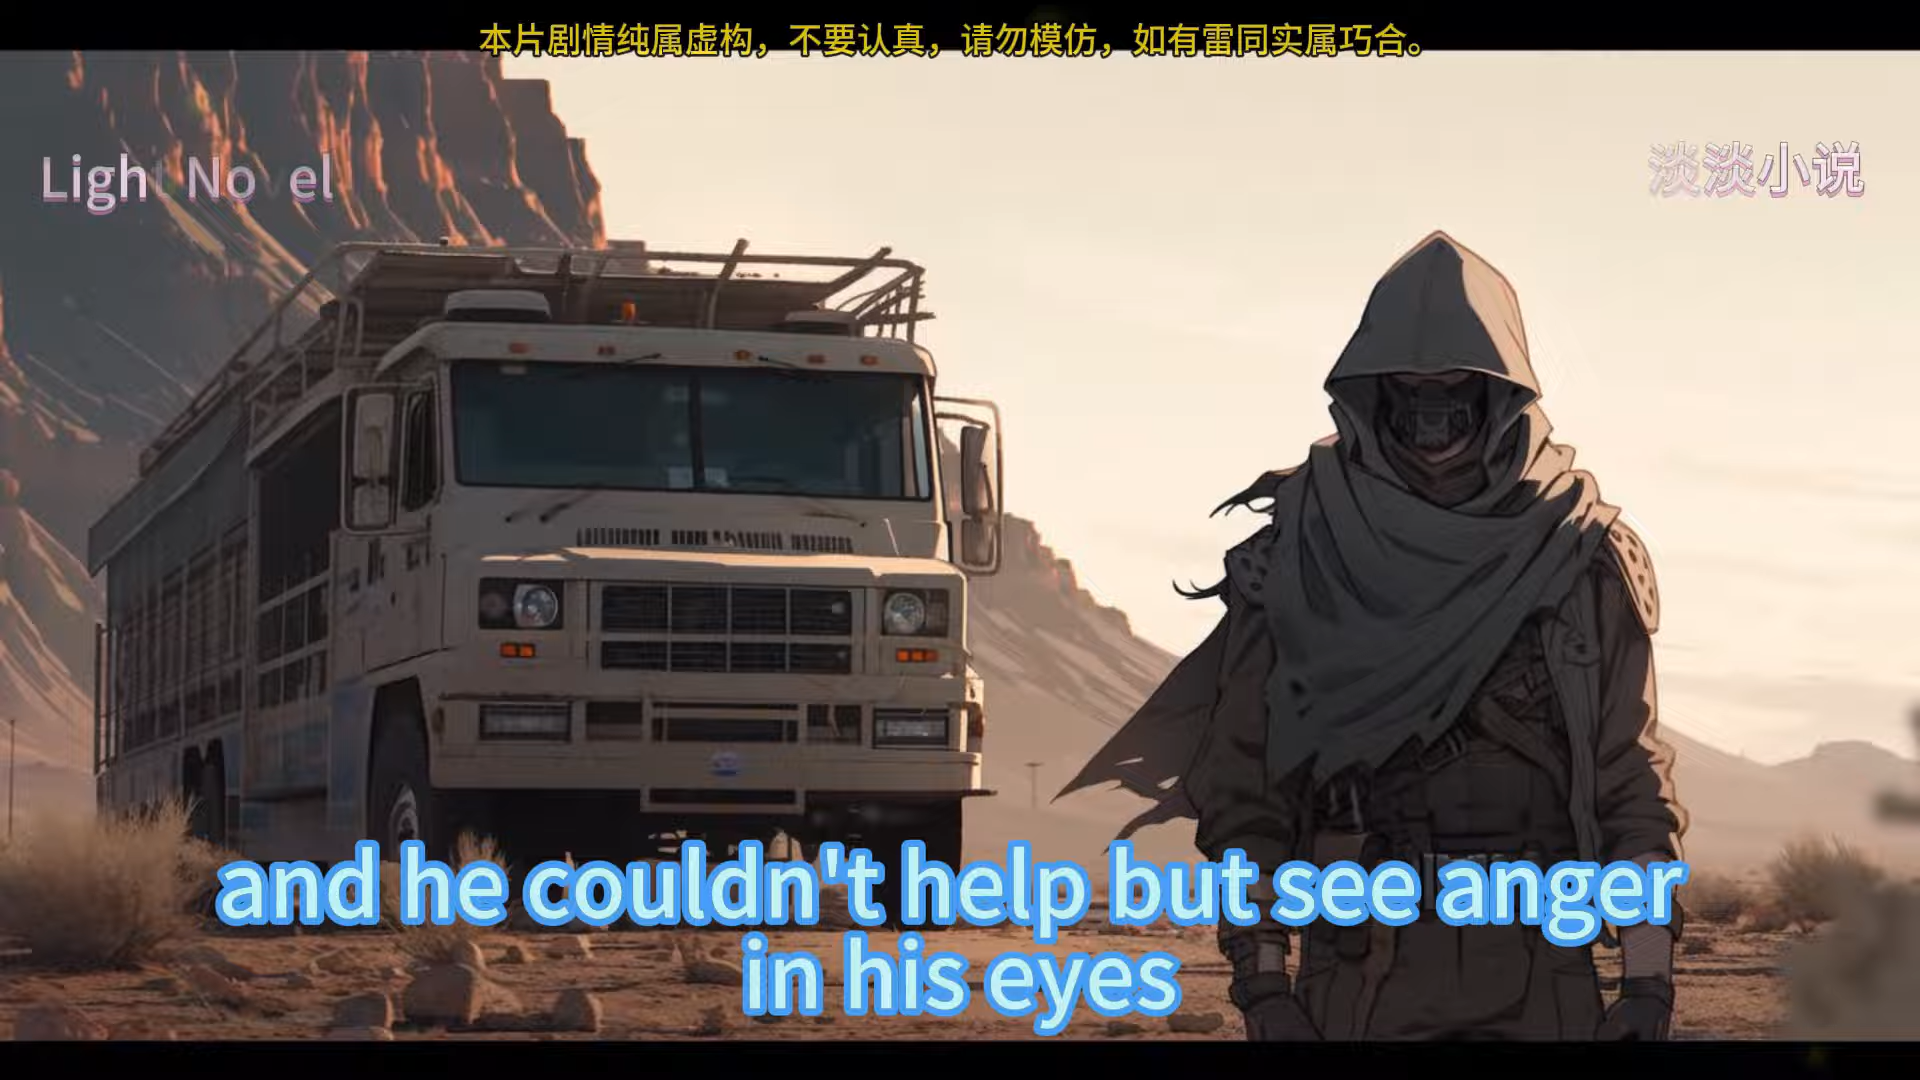 本片剧情纯属虚构，不要认真，请勿模仿，如有雷同实属巧合。
Light Novel
淡淡小说
and he couldn't help but see anger
in his eyes